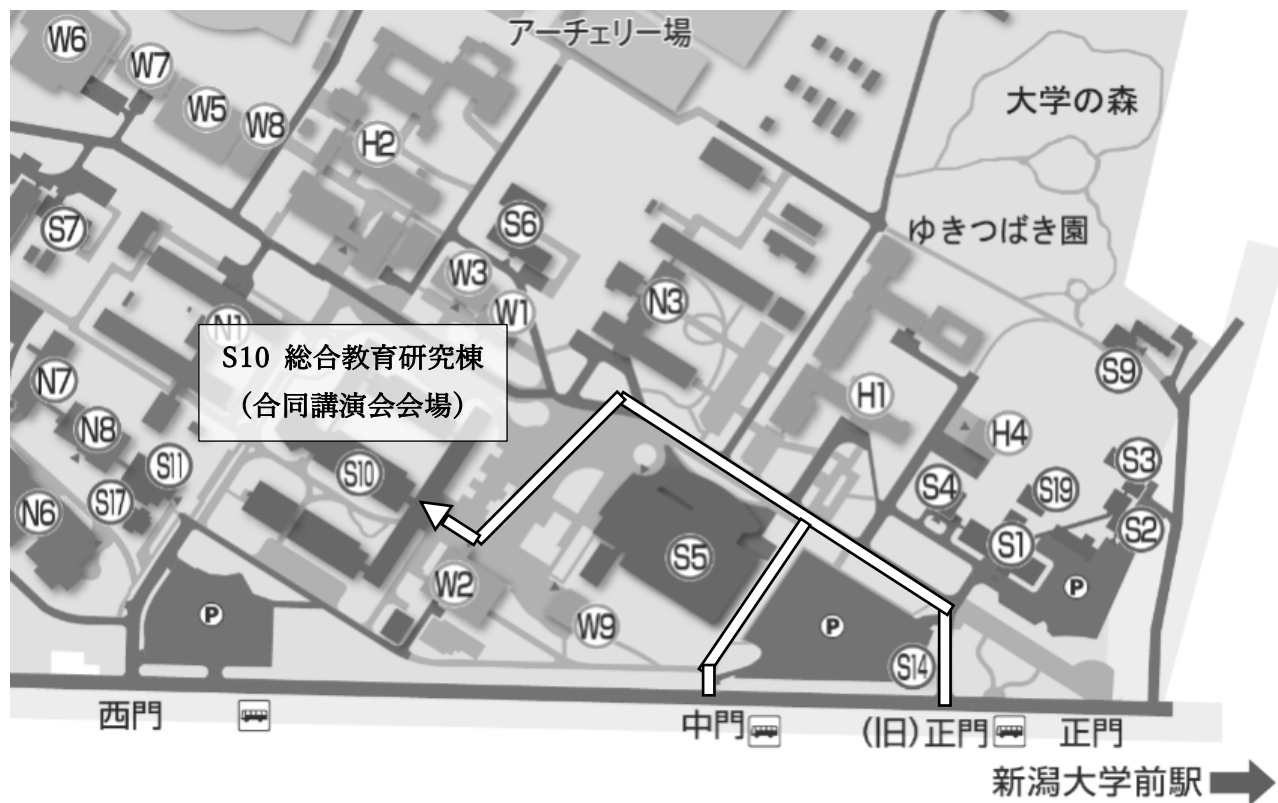 アーチェリー場
W6
W7
W5
W8
H2
大学の森
S7
S6
ゆきつばき園
W3
W1
N3
N1
S10 総合教育研究棟
（合同講演会会場）
N7
N8
S11
S17
N6
S10
H1
H4
S9
S4
S19
S3
S1
S2
S5
W2
W9
P
P
P
S14
西門
中門
(旧)正門
正門
新潟大学前駅